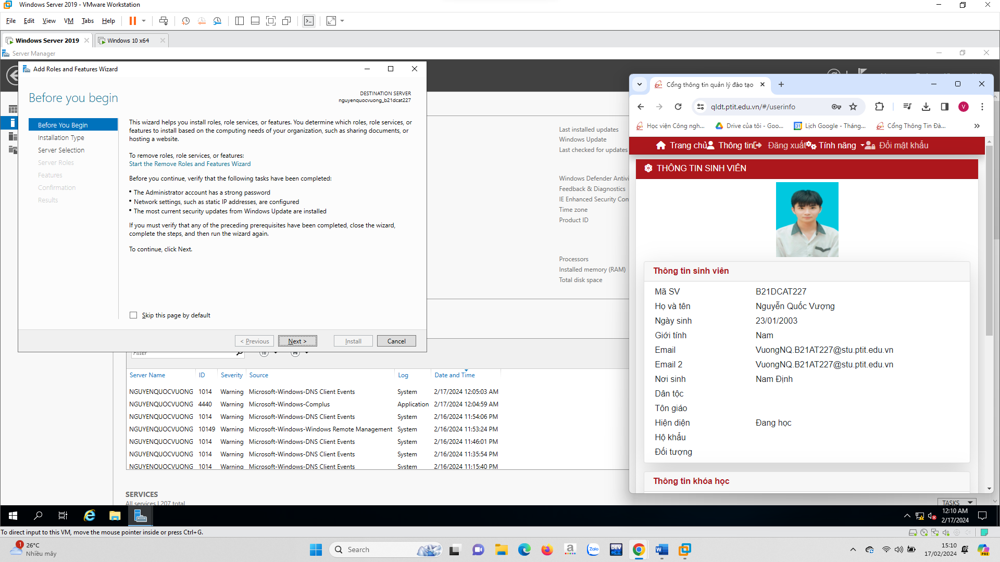 Windows Server 2019 - VMware Workstation
File Edit View VM Tabs Help
Windows Server 2019 Windows 10 x64
Server Manager
Add Roles and Features Wizard
Before you begin
DESTINATION SERVER
nguyenquocvuong_b21dcat227
Before You Begin
Installation Type
Server Selection
Server Roles
Features
Confirmation
Results
This wizard helps you install roles, role services, or features. You determine which roles, role services, or
features to install based on the computing needs of your organization, such as sharing documents, or
hosting a website.
To remove roles, role services, or features:
Start the Remove Roles and Features Wizard
Before you continue, verify that the following tasks have been completed:
• The Administrator account has a strong password
• Network settings, such as static IP addresses, are configured
• The most current security updates from Windows Update are installed
If you must verify that any of the preceding prerequisites have been completed, close the wizard,
complete the steps, and then run the wizard again.
To continue, click Next.
Skip this page by default
< Previous Next > Install Cancel
Last installed updates
Windows Update
Last checked for updates
Windows Defender Antivi
Feedback & Diagnostics
IE Enhanced Security Con
Time zone
Product ID
Processors
Installed memory (RAM)
Total disk space
Filter
Server Name ID Severity Source Log Date and Time
NGUYENQUOCVUONG 1014 Warning Microsoft-Windows-DNS Client Events System 2/17/2024 12:05:03 AM
NGUYENQUOCVUONG 4440 Warning Microsoft-Windows-Complus Application 2/17/2024 12:04:59 AM
NGUYENQUOCVUONG 1014 Warning Microsoft-Windows-DNS Client Events System 2/16/2024 11:54:06 PM
NGUYENQUOCVUONG 10149 Warning Microsoft-Windows-Windows Remote Management System 2/16/2024 11:53:24 PM
NGUYENQUOCVUONG 1014 Warning Microsoft-Windows-DNS Client Events System 2/16/2024 11:46:01 PM
NGUYENQUOCVUONG 1014 Warning Microsoft-Windows-DNS Client Events System 2/16/2024 11:35:54 PM
NGUYENQUOCVUONG 1014 Warning Microsoft-Windows-DNS Client Events System 2/16/2024 11:15:40 PM
SERVICES
All services | 207 total
TASKS
Cổng thông tin quản lý đào tạo
qldt.ptit.edu.vn/#/userinfo
V
Học viện Công ngh... Drive của tôi - Goo... 31 Lịch Google - Tháng... Cổng Thông Tin Đà... »
Trang chủ Thông tin Đăng xuất Tính năng Đổi mật khẩu
THÔNG TIN SINH VIÊN
Thông tin sinh viên
Mã SV B21DCAT227
Họ và tên Nguyễn Quốc Vượng
Ngày sinh 23/01/2003
Giới tính Nam
Email VuongNQ.B21AT227@stu.ptit.edu.vn
Email 2 VuongNQ.B21AT227@stu.ptit.edu.vn
Nơi sinh Nam Định
Dân tộc
Tôn giáo
Hiện diện Đang học
Hộ khẩu
Đối tượng
Thông tin khóa học
12:10 AM
2/17/2024
To direct input to this VM, move the mouse pointer inside or press Ctrl+G.
1
26°C
Nhiều mây
Search
a
Zalo
DEV
W
15:10
17/02/2024
PRE